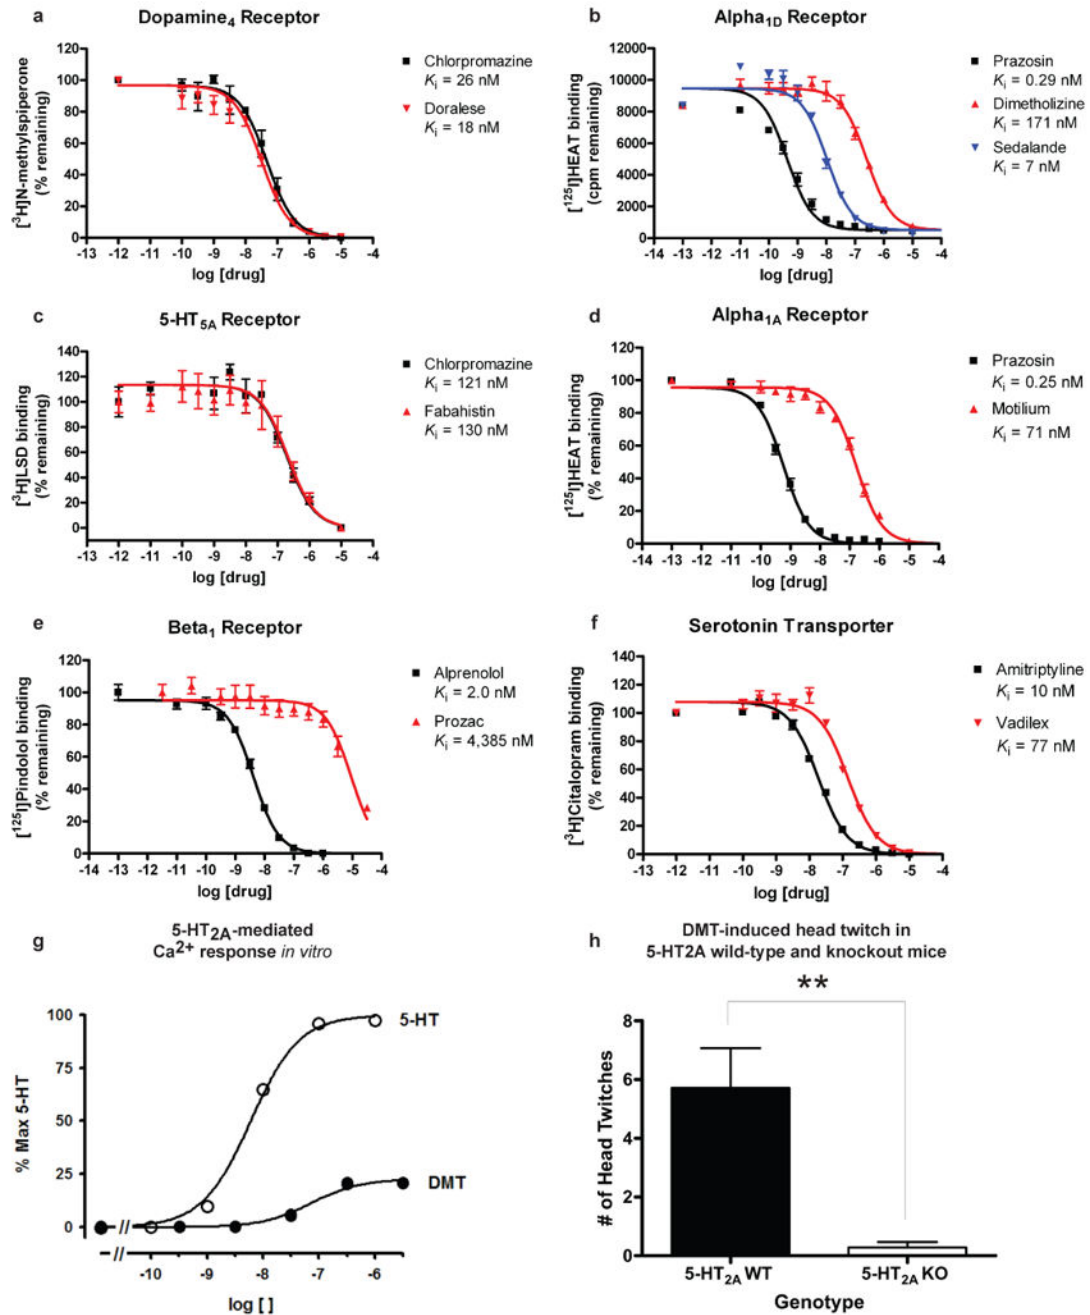 a
Dopamine4 Receptor
120
100
80
60
40
20
0
[3H]N-methylspiperone
(% remaining)
-13 -12 -11 -10 -9 -8 -7 -6 -5 -4
log [drug]
Chlorpromazine
Ki = 26 nM
Doralese
Ki = 18 nM
b
Alpha1D Receptor
12000
10000
8000
6000
4000
2000
0
[125I]HEAT binding
(cpm remaining)
-14 -13 -12 -11 -10 -9 -8 -7 -6 -5 -4
log [drug]
Prazosin
Ki = 0.29 nM
Dimetholizine
Ki = 171 nM
Sedalande
Ki = 7 nM
c
5-HT5A Receptor
140
120
100
80
60
40
20
0
[3H]LSD binding
(% remaining)
-13 -12 -11 -10 -9 -8 -7 -6 -5 -4
log [drug]
Chlorpromazine
Ki = 121 nM
Fabahistin
Ki = 130 nM
d
Alpha1A Receptor
120
100
80
60
40
20
0
[125I]HEAT binding
(% remaining)
-14 -13 -12 -11 -10 -9 -8 -7 -6 -5 -4
log [drug]
Prazosin
Ki = 0.25 nM
Motilium
Ki = 71 nM
e
Beta1 Receptor
120
100
80
60
40
20
0
[125I]Pindolol binding
(% remaining)
-14 -13 -12 -11 -10 -9 -8 -7 -6 -5 -4
log [drug]
Alprenolol
Ki = 2.0 nM
Prozac
Ki = 4,385 nM
f
Serotonin Transporter
140
120
100
80
60
40
20
0
[3H]Citalopram binding
(% remaining)
-13 -12 -11 -10 -9 -8 -7 -6 -5 -4
log [drug]
Amitriptyline
Ki = 10 nM
Vadilex
Ki = 77 nM
g
5-HT2A-mediated
Ca2+ response in vitro
100
75
50
25
0
% Max 5-HT
5-HT
DMT
//
//
-10 -9 -8 -7 -6
log [ ]
h
DMT-induced head twitch in
5-HT2A wild-type and knockout mice
**
8
6
4
2
0
# of Head Twitches
5-HT2A WT 5-HT2A KO
Genotype